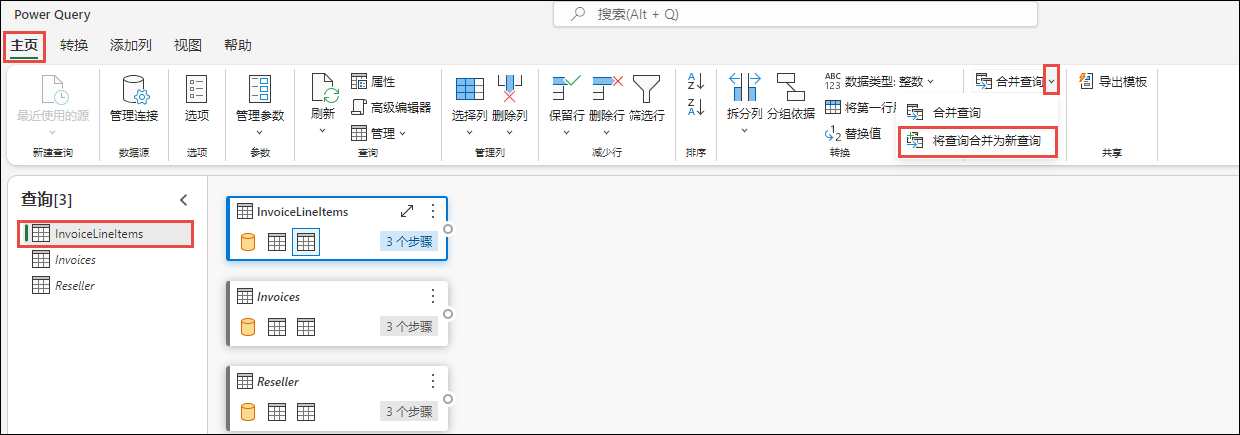 Power Query
搜索(Alt + Q)
主页 转换 添加列 视图 帮助
最近使用的源
新建查询
管理连接
数据源
选项
选项
管理参数
参数
刷新
属性
高级编辑器
管理
查询
选择列 删除列
管理列
保留行 删除行 筛选行
减少行
A
Z
Z
A
排序
拆分列 分组依据
ABC
123
数据类型: 整数
将第一行
1
2
替换值
转换
合并查询
合并查询
将查询合并为新查询
导出模板
共享
查询[3]
InvoiceLineItems
Invoices
Reseller
InvoiceLineItems
3 个步骤
Invoices
3 个步骤
Reseller
3 个步骤